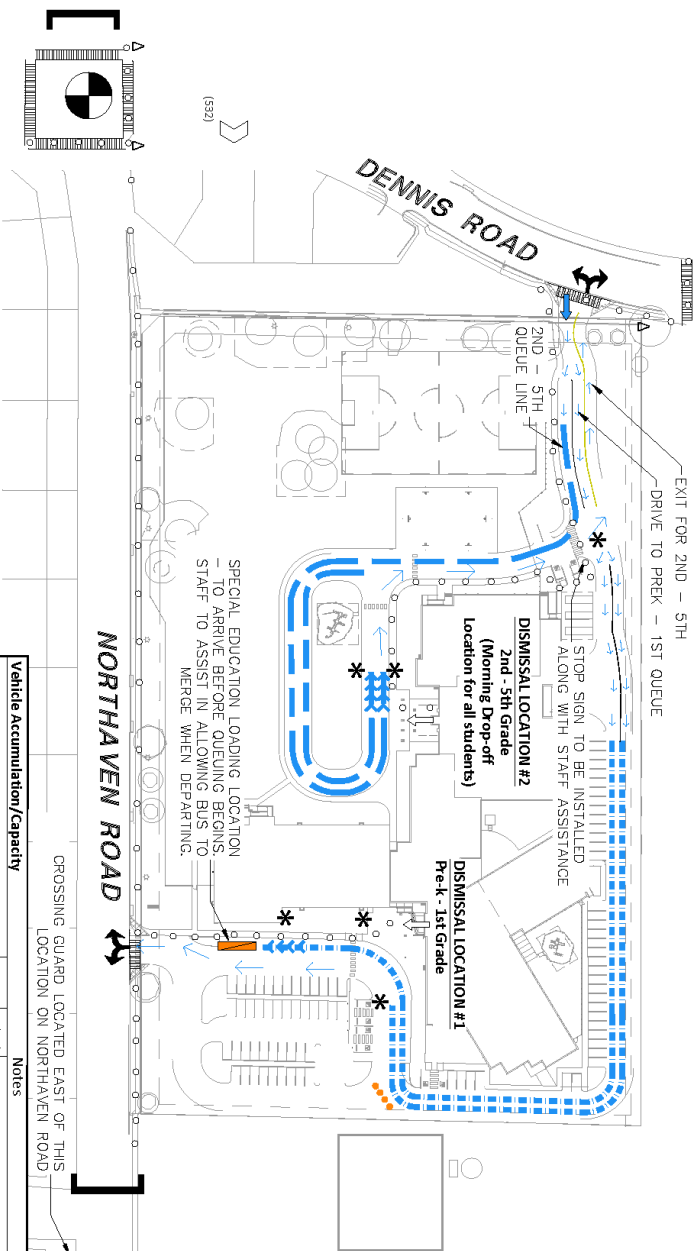 (532)
DENNIS ROAD
EXIT FOR 2ND - 5TH
DRIVE TO PREK - 1ST QUEUE
2ND - 5TH
QUEUE LINE
STOP SIGN TO BE INSTALLED
ALONG WITH STAFF ASSISTANCE
DISMISSAL LOCATION #2
2nd - 5th Grade
(Morning Drop-off
Location for all
students)
SPECIAL EDUCATION LOADING LOCATION
- TO ARRIVE BEFORE QUEUING BEGINS.
STAFF TO ASSIST IN ALLOWING BUS TO
MERGE WHEN DEPARTING.
DISMISSAL LOCATION #1
Pre-k - 1st Grade
NORTHAVEN ROAD
CROSSING GUARD LOCATED EAST OF THIS
LOCATION ON NORTHAVEN ROAD
Vehicle Accumulation/Capacity
Notes